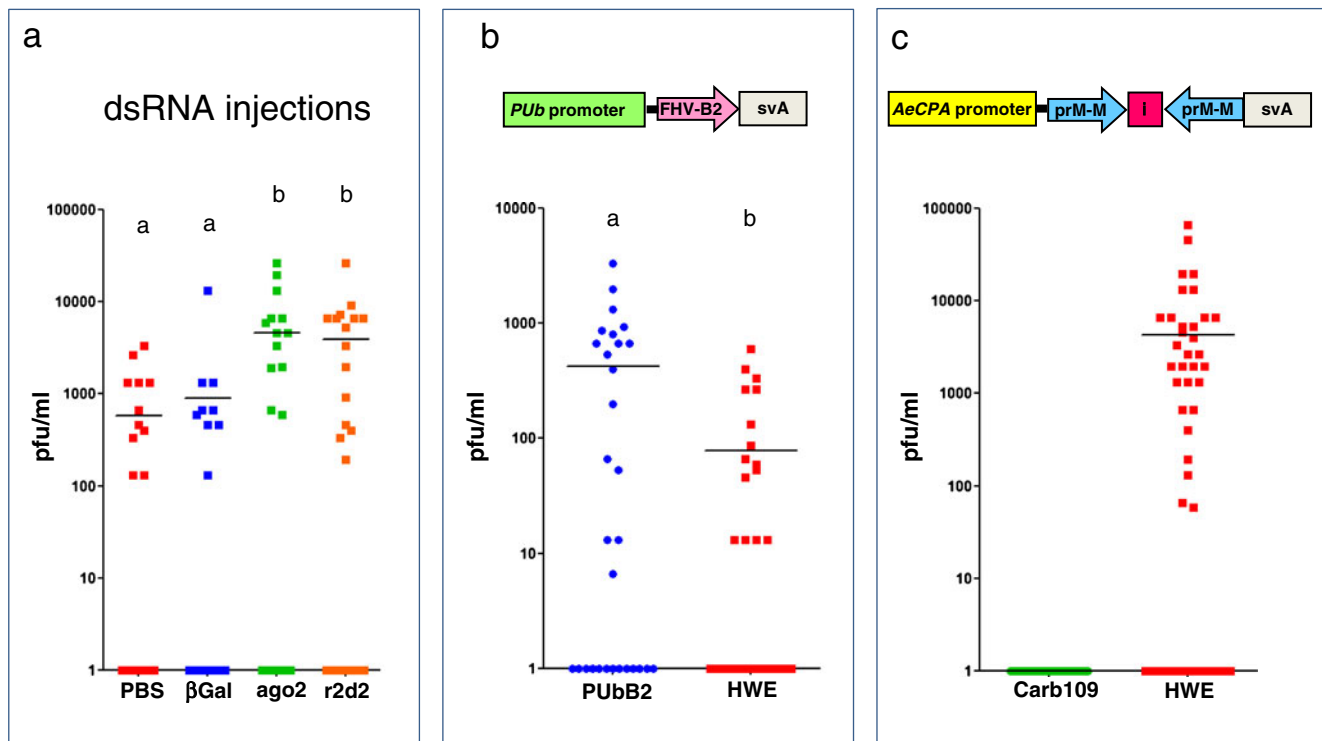 a
dsRNA injections
a
a
b
b
pfu/ml
100000
10000
1000
100
10
1
PBS
βGal
ago2
r2d2
b
PUb promoter
FHV-B2
svA
a
b
pfu/ml
10000
1000
100
10
1
PUbB2
HWE
c
AeCPA promoter
prM-M
i
prM-M
svA
pfu/ml
100000
10000
1000
100
10
1
Carb109
HWE